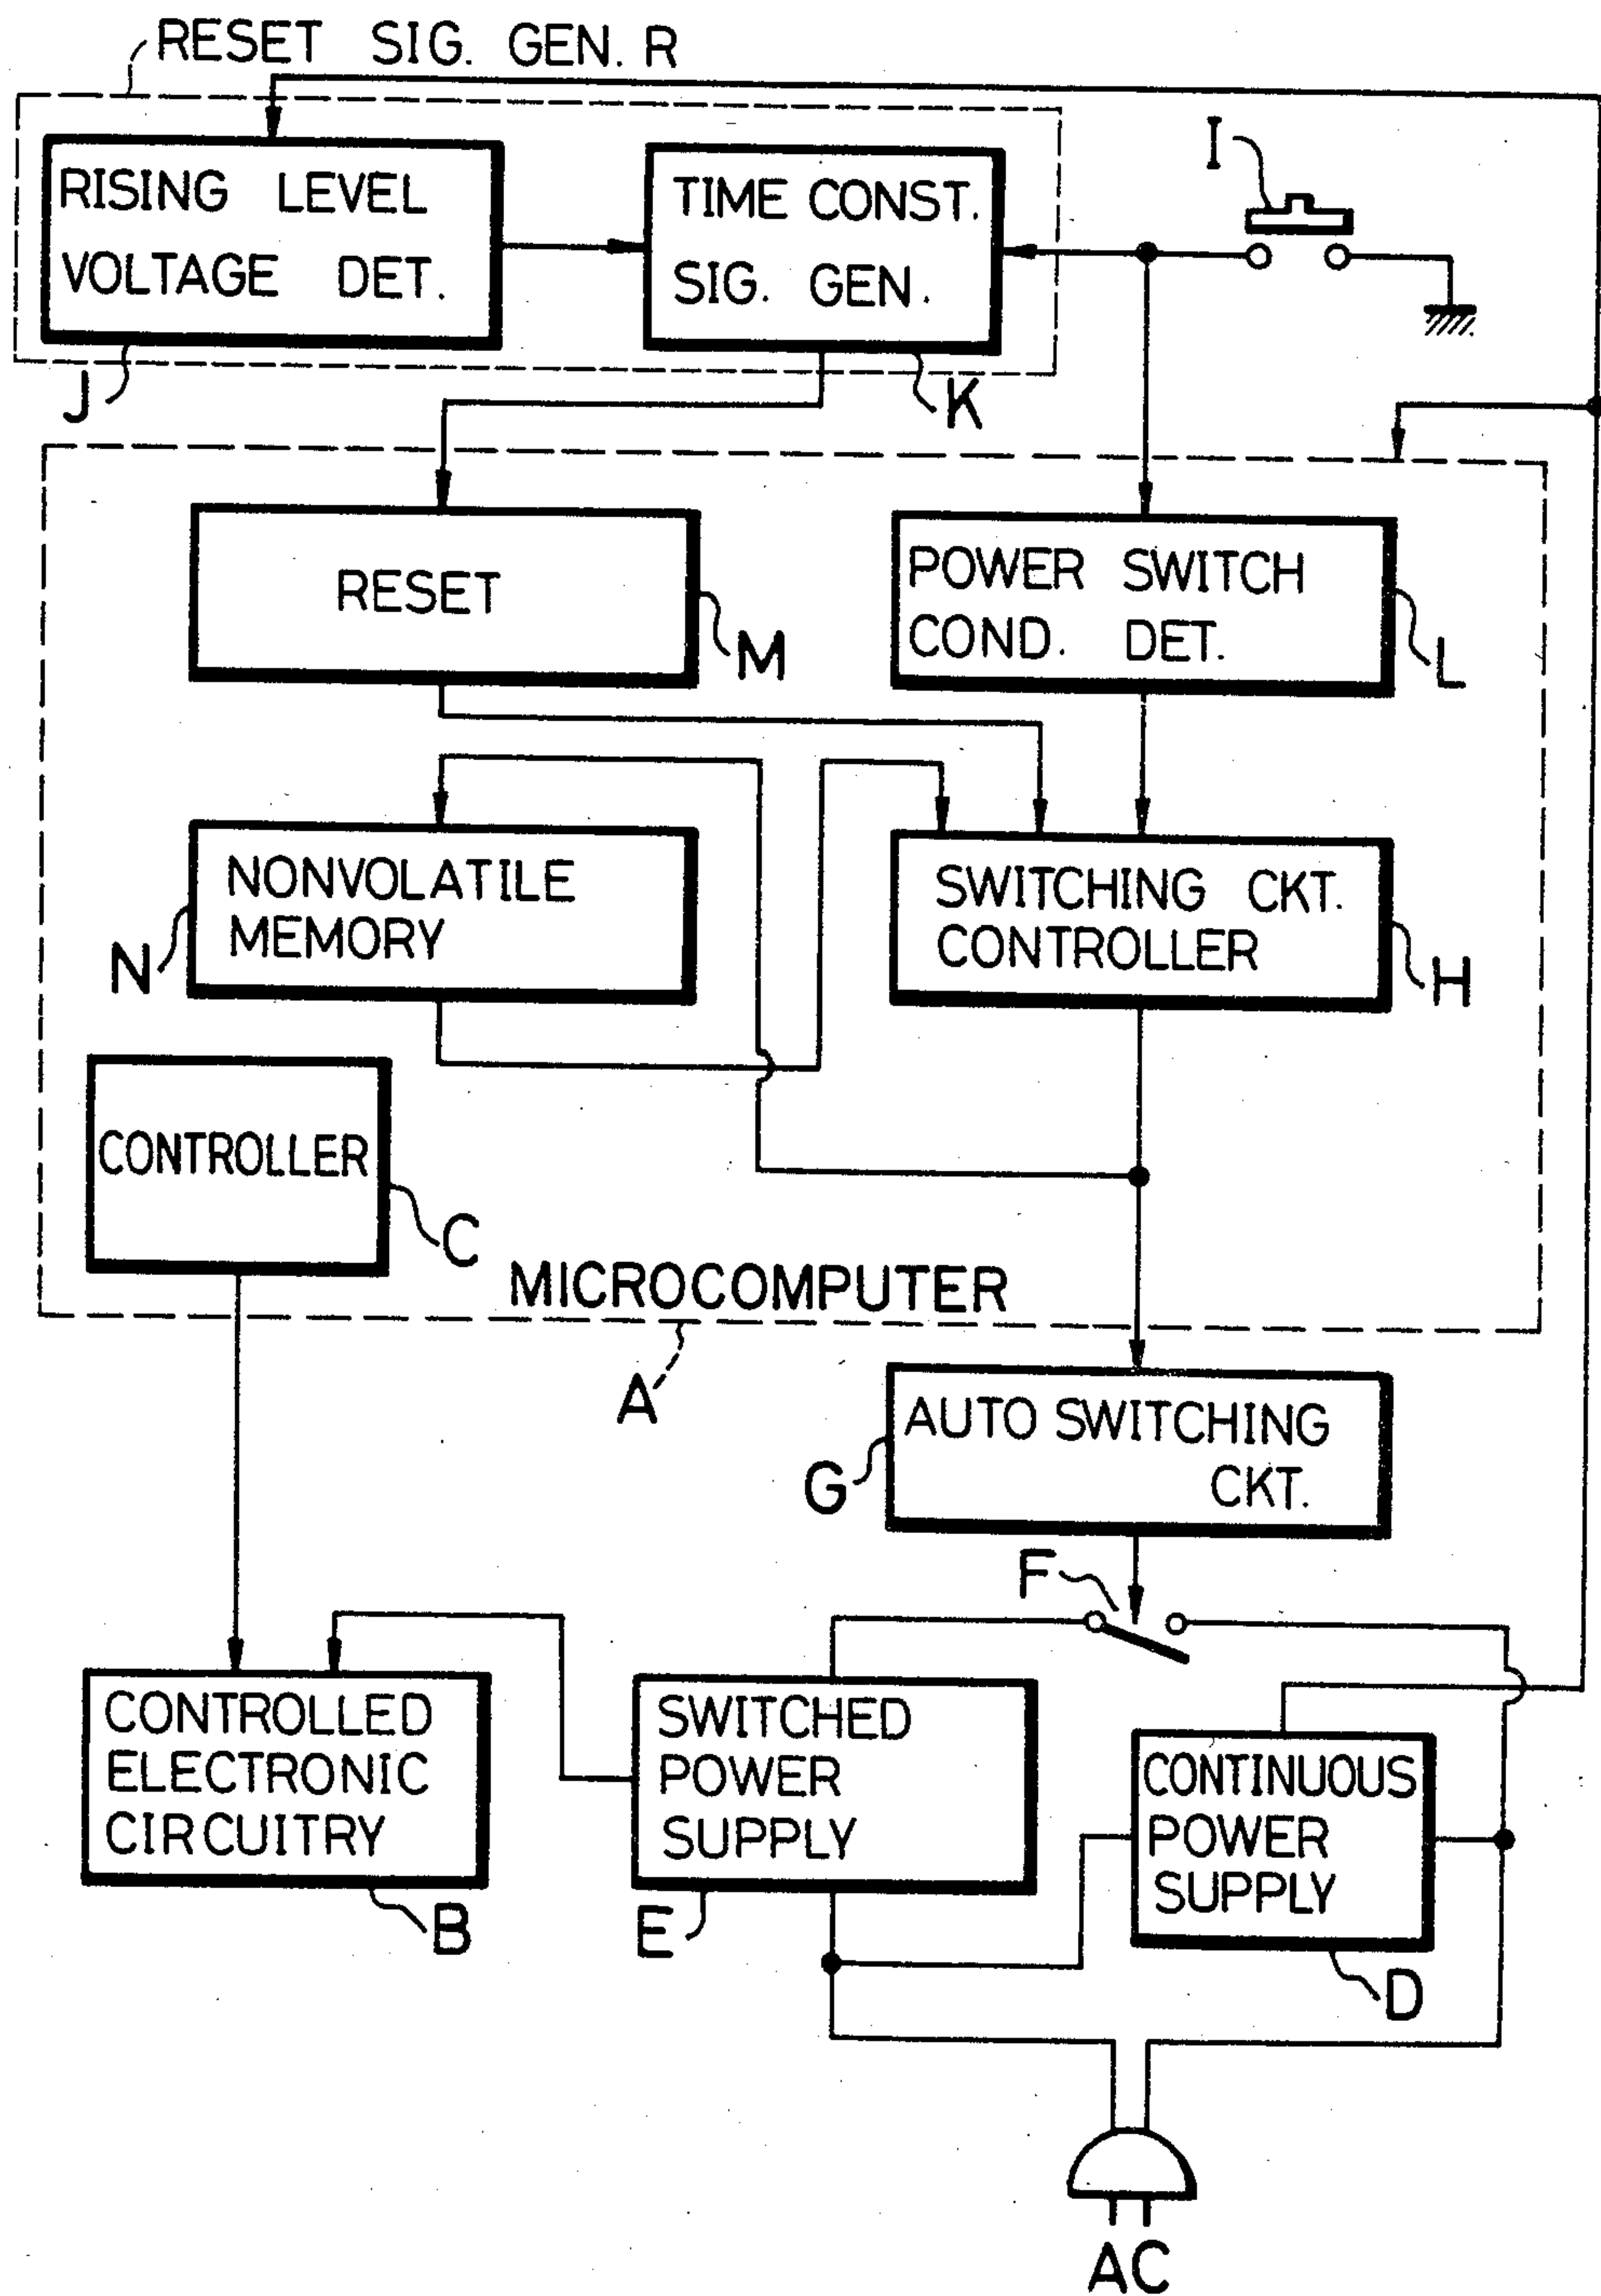 RESET SIG. GEN. R
I
RISING LEVEL
VOLTAGE DET.
TIME CONST.
SIG. GEN.
J
K
RESET
M
POWER SWITCH
COND. DET.
L
NONVOLATILE
MEMORY
N
SWITCHING CKT.
CONTROLLER
H
CONTROLLER
C
MICROCOMPUTER
A
AUTO SWITCHING
CKT.
G
F
CONTROLLED
ELECTRONIC
CIRCUITRY
B
SWITCHED
POWER
SUPPLY
E
CONTINUOUS
POWER
SUPPLY
D
AC